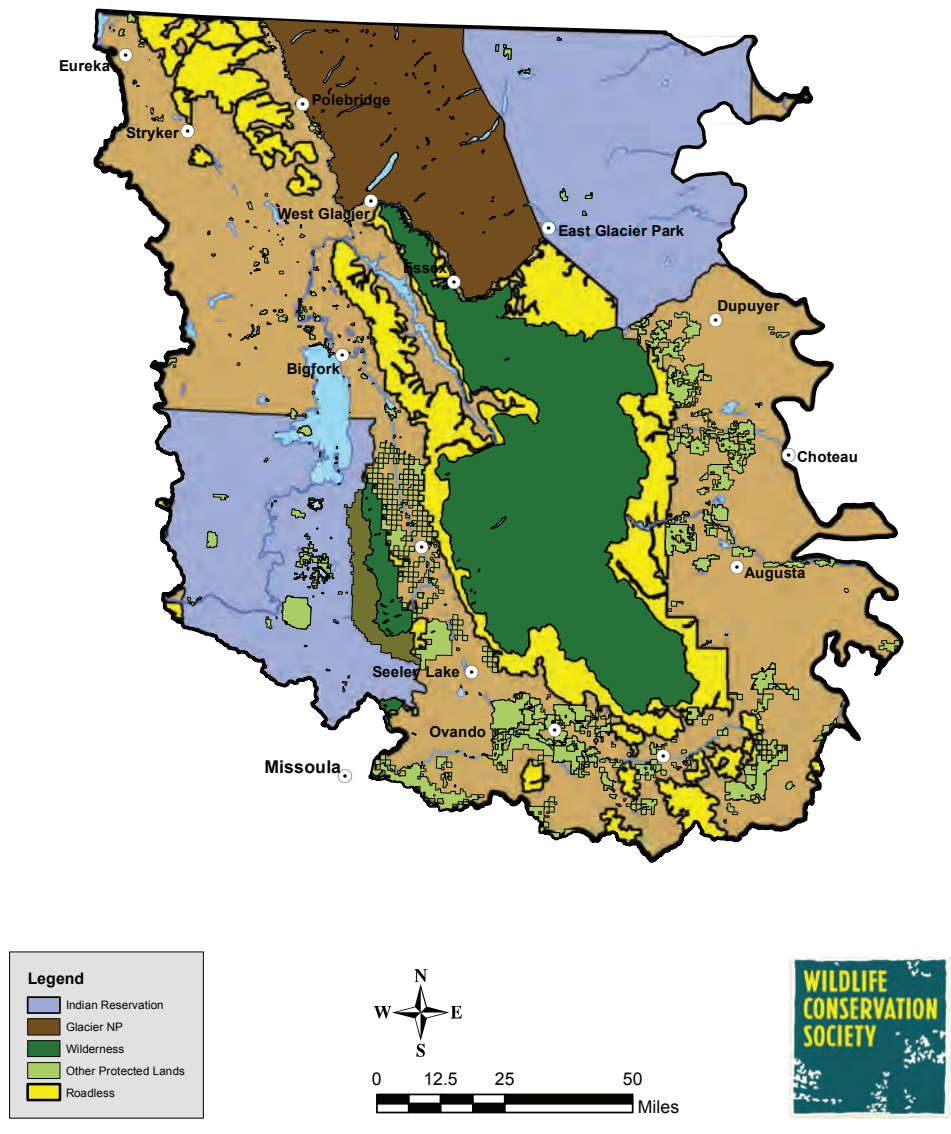 Eureka
Polebridge
Stryker
West Glacier
East Glacier Park
Essex
Dupuyer
Bigfork
Choteau
Augusta
Seeley Lake
Ovando
Missoula
Legend
Indian Reservation
Glacier NP
Wilderness
Other Protected Lands
Roadless
N
W E
S
0 12.5 25 50
Miles
WILDLIFE
CONSERVATION
SOCIETY